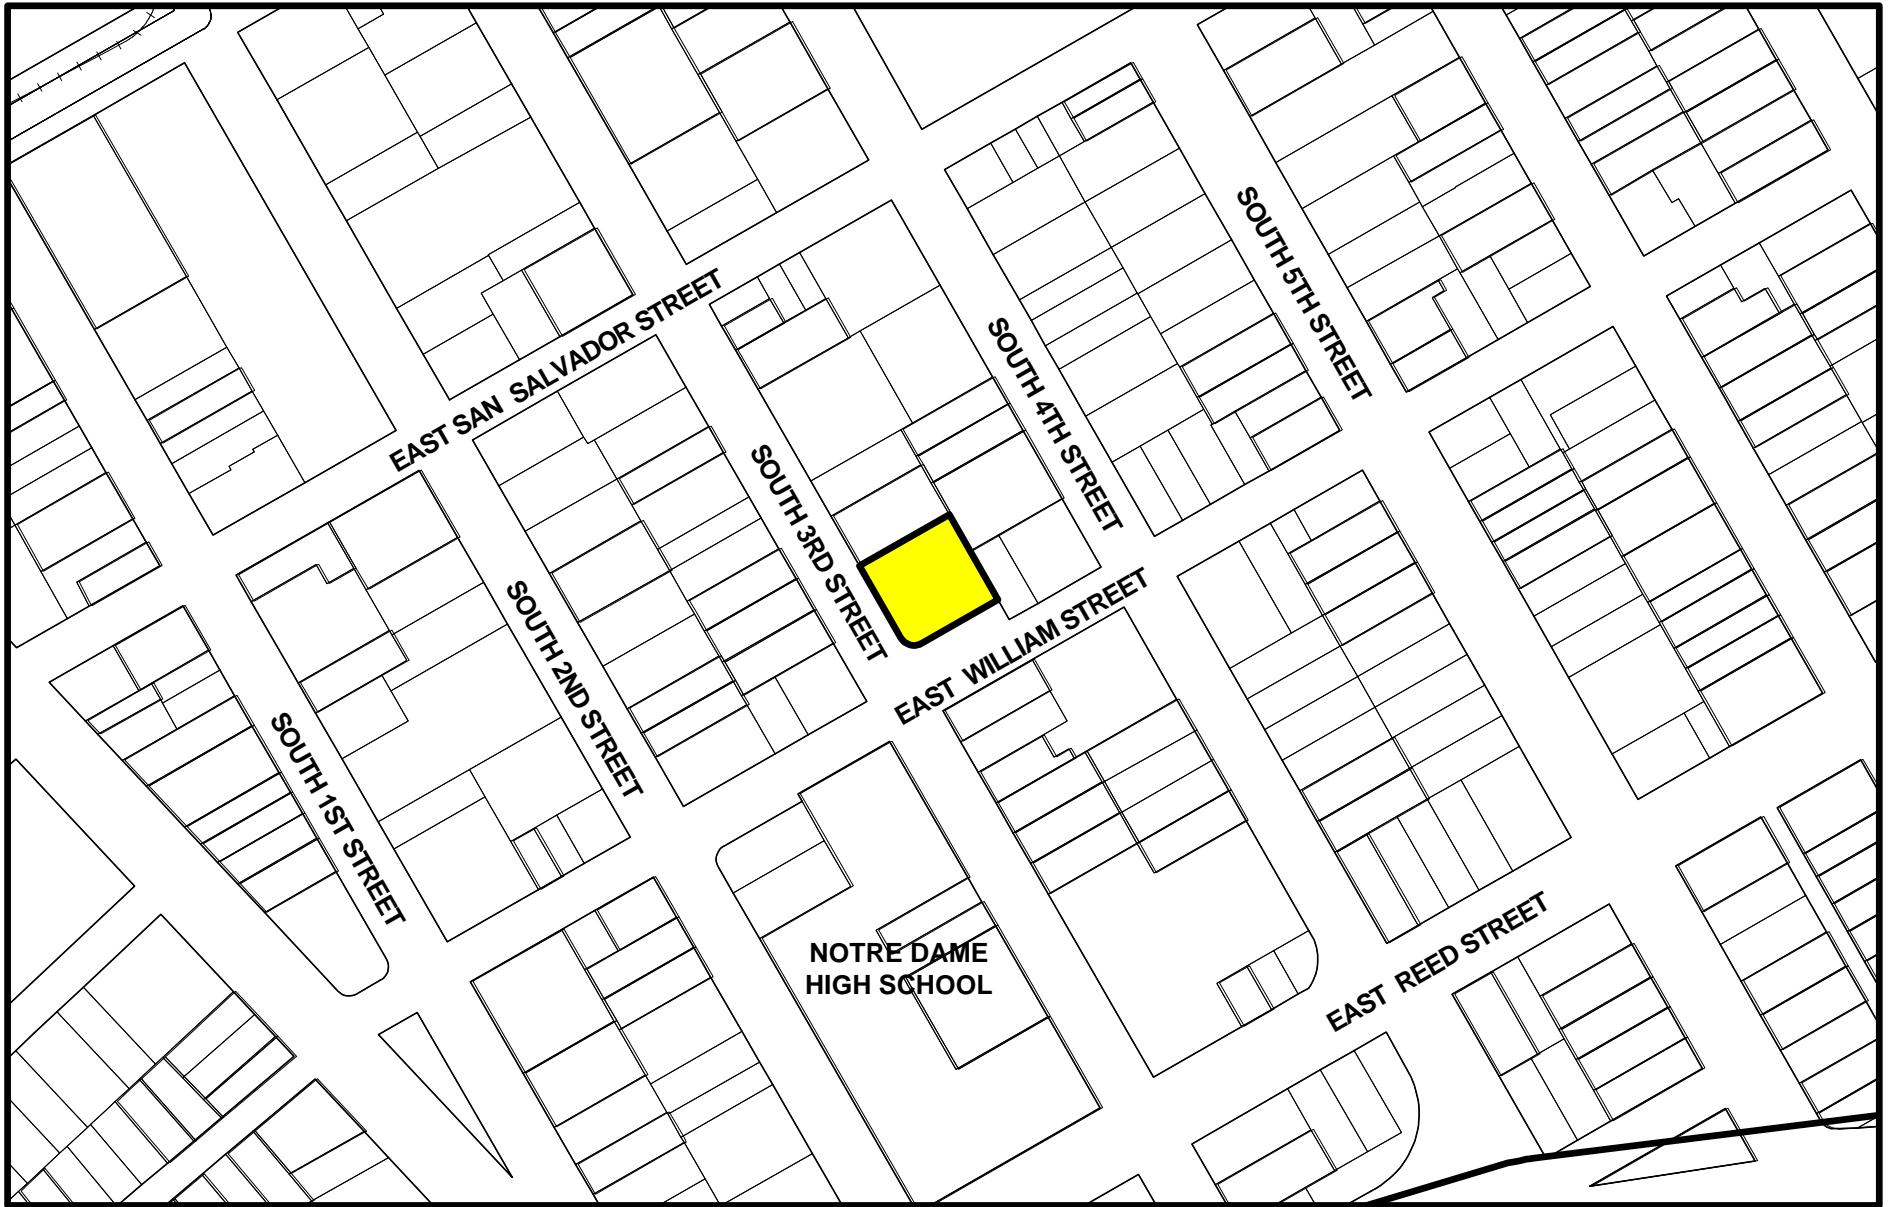 SOUTH 5TH STREET
EAST SAN SALVADOR STREET
SOUTH 4TH STREET
SOUTH 3RD STREET
SOUTH 2ND STREET
EAST WILLIAM STREET
SOUTH 1ST STREET
EAST REED STREET
NOTRE DAME
HIGH SCHOOL